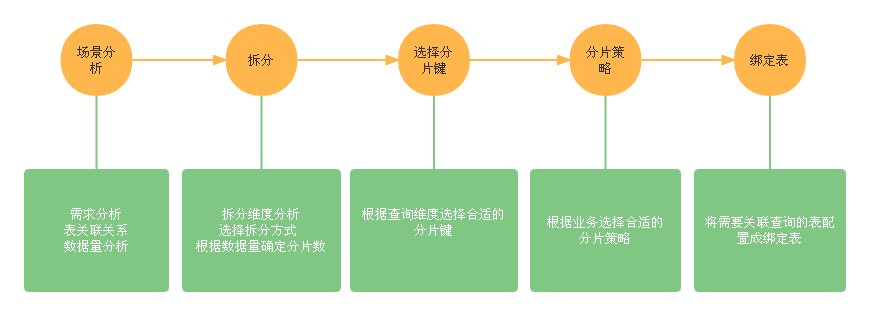 场景分
析
拆分
选择分
片键
分片策
略
绑定表
需求分析
表关联关系
数据量分析
拆分维度分析
选择拆分方式
根据数据量确定分片数
根据查询维度选择合适的
分片键
根据业务选择合适的
分片策略
将需要关联查询的表配
置成绑定表